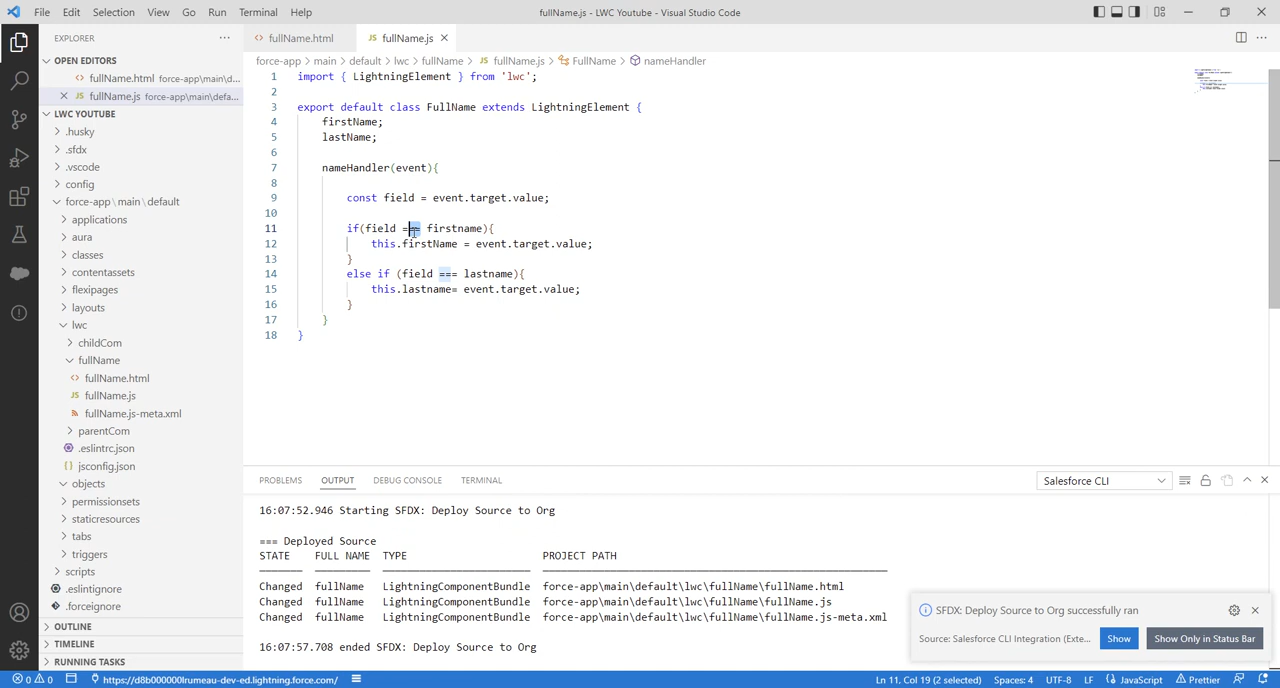 File Edit Selection View Go Run Terminal Help
fullName.js - LWC Youtube - Visual Studio Code
EXPLORER
OPEN EDITORS
fullName.html force-app\main\d...
fullName.js force-app\main\defa...
LWC YOUTUBE
.husky
.sfdx
.vscode
config
force-app\main\default
applications
aura
classes
contentassets
flexipages
layouts
lwc
childCom
fullName
fullName.html
fullName.js
fullName.js-meta.xml
parentCom
.eslintrc.json
jsconfig.json
objects
permissionsets
staticresources
tabs
triggers
scripts
.eslintignore
.forceignore
OUTLINE
TIMELINE
RUNNING TASKS
fullName.html
JS fullName.js
force-app > main > default > lwc > fullName > JS fullName.js > FullName > nameHandler
1 import { LightningElement } from 'lwc';
2
3 export default class FullName extends LightningElement {
4 firstName;
5 lastName;
6
7 nameHandler(event){
8
9 const field = event.target.value;
10
11 if(field === firstname){
12 this.firstName = event.target.value;
13 }
14 else if (field === lastname){
15 this.lastname= event.target.value;
16 }
17 }
18 }
PROBLEMS OUTPUT DEBUG CONSOLE TERMINAL
Salesforce CLI
16:07:52.946 Starting SFDX: Deploy Source to Org
=== Deployed Source
STATE FULL NAME TYPE PROJECT PATH
Changed fullName LightningComponentBundle force-app\main\default\lwc\fullName\fullName.html
Changed fullName LightningComponentBundle force-app\main\default\lwc\fullName\fullName.js
Changed fullName LightningComponentBundle force-app\main\default\lwc\fullName\fullName.js-meta.xml
16:07:57.708 ended SFDX: Deploy Source to Org
SFDX: Deploy Source to Org successfully ran
Source: Salesforce CLI Integration (Exte...
Show
Show Only in Status Bar
0 0 https://d8b000000lrumeau-dev-ed.lightning.force.com/
Ln 11, Col 19 (2 selected) Spaces: 4 UTF-8 LF JavaScript Prettier